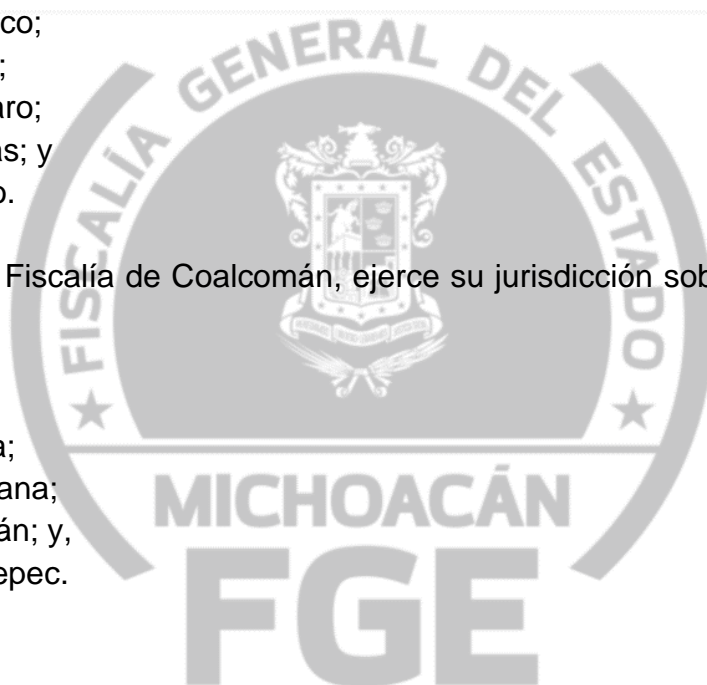 co;
;
aro;
as; y
o.
Fiscalía de Coalcomán, ejerce su jurisdicción sob
a;
ana;
án; y,
epec.
FISCALÍA GENERAL DEL ESTADO
MICHOACÁN
FGE